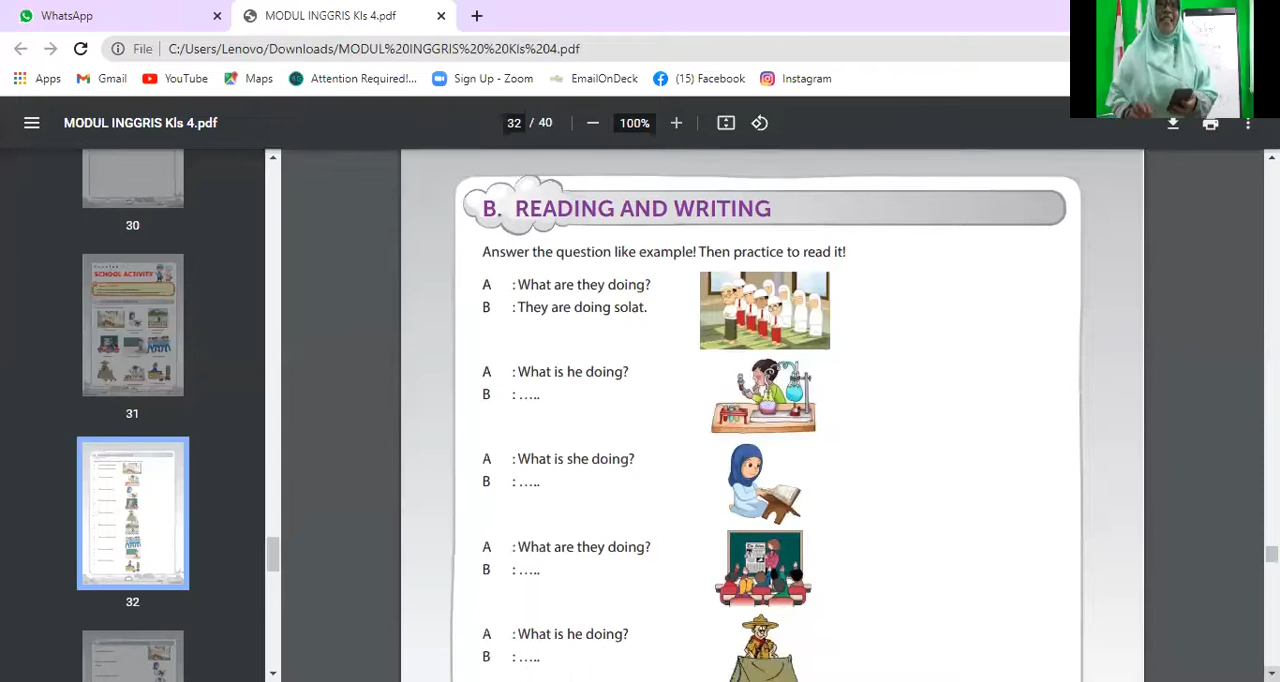 WhatsApp
MODUL INGGRIS Kls 4.pdf
File
C:/Users/Lenovo/Downloads/MODUL%20INGGRIS%20%20Kls%204.pdf
Apps
Gmail
YouTube
Maps
Attention Required!...
Sign Up - Zoom
EmailOnDeck
(15) Facebook
Instagram
MODUL INGGRIS Kls 4.pdf
32 / 40
100%
30
SCHOOL ACTIVITY
31
32
B. READING AND WRITING
Answer the question like example! Then practice to read it!
A : What are they doing?
B : They are doing solat.
A : What is he doing?
B : .....
A : What is she doing?
B : .....
A : What are they doing?
B : .....
A : What is he doing?
B : .....